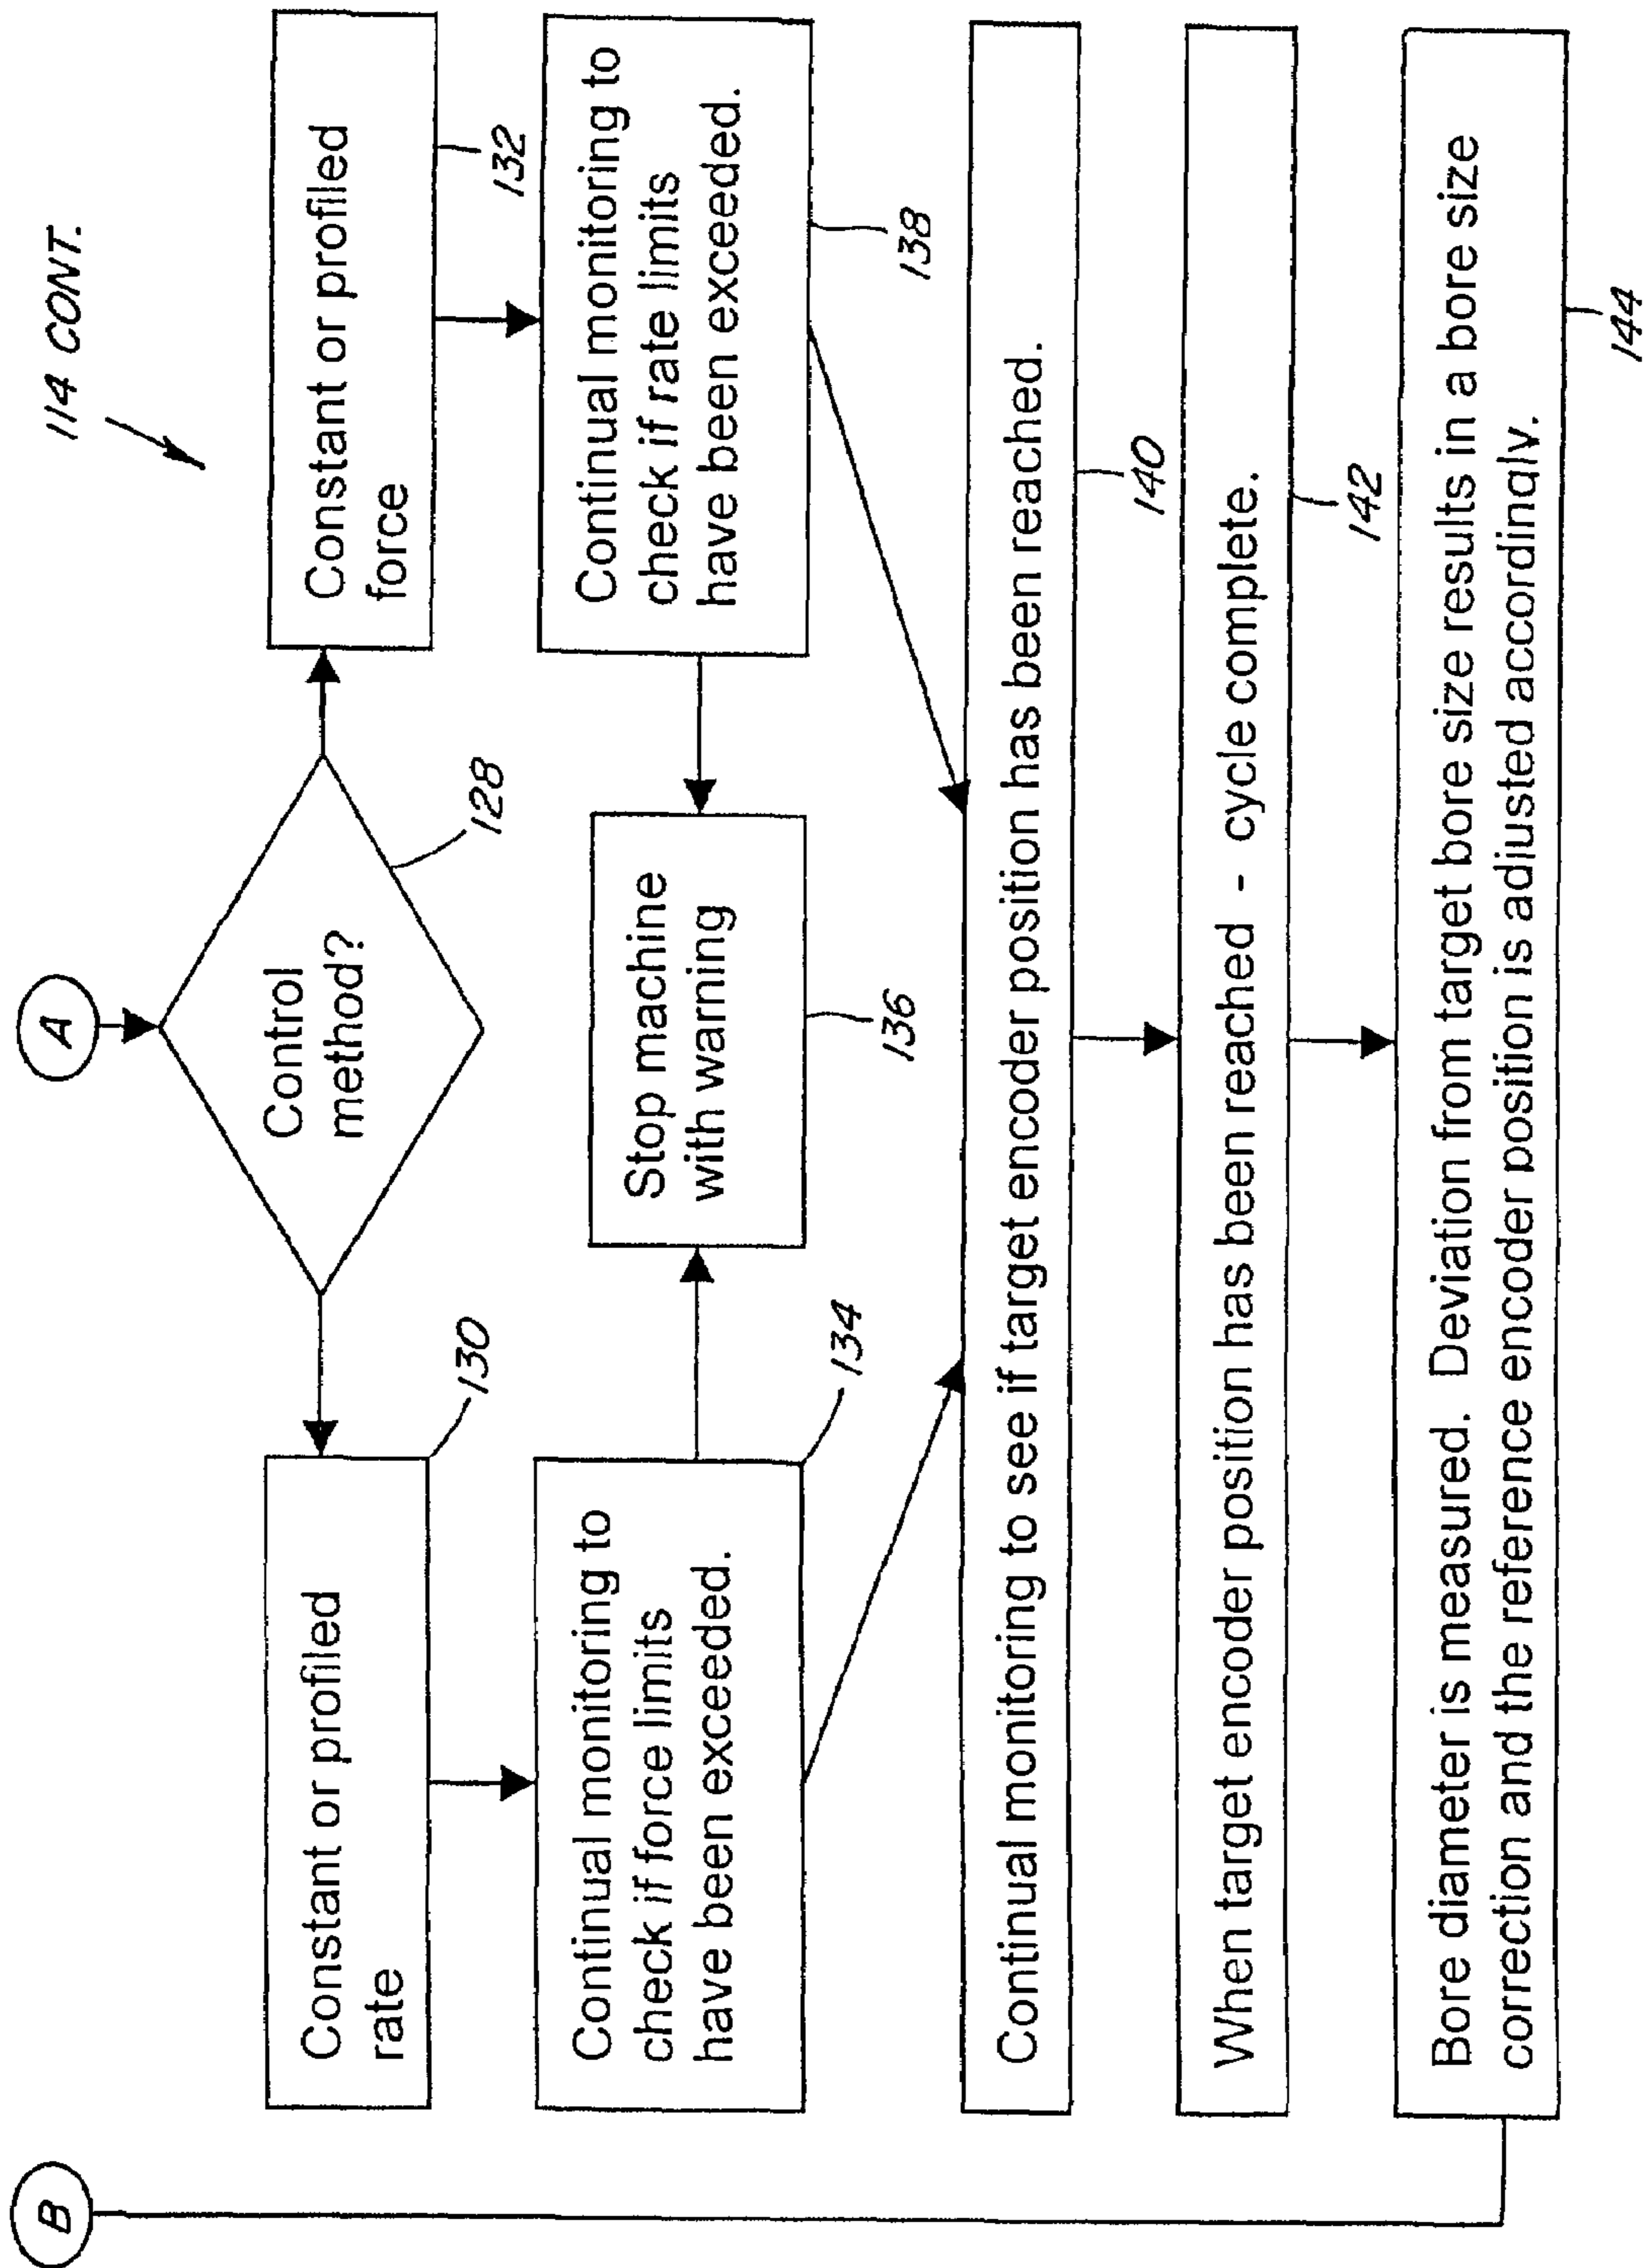 114 CONT.
A
B
Control
method?
128
Constant or profiled
rate
130
Constant or profiled
force
132
Continual monitoring to
check if force limits
have been exceeded.
134
Stop machine
with warning
136
Continual monitoring to
check if rate limits
have been exceeded.
138
Continual monitoring to see if target encoder position has been reached.
140
When target encoder position has been reached - cycle complete.
142
Bore diameter is measured. Deviation from target bore size results in a bore size
correction and the reference encoder position is adjusted accordingly.
144